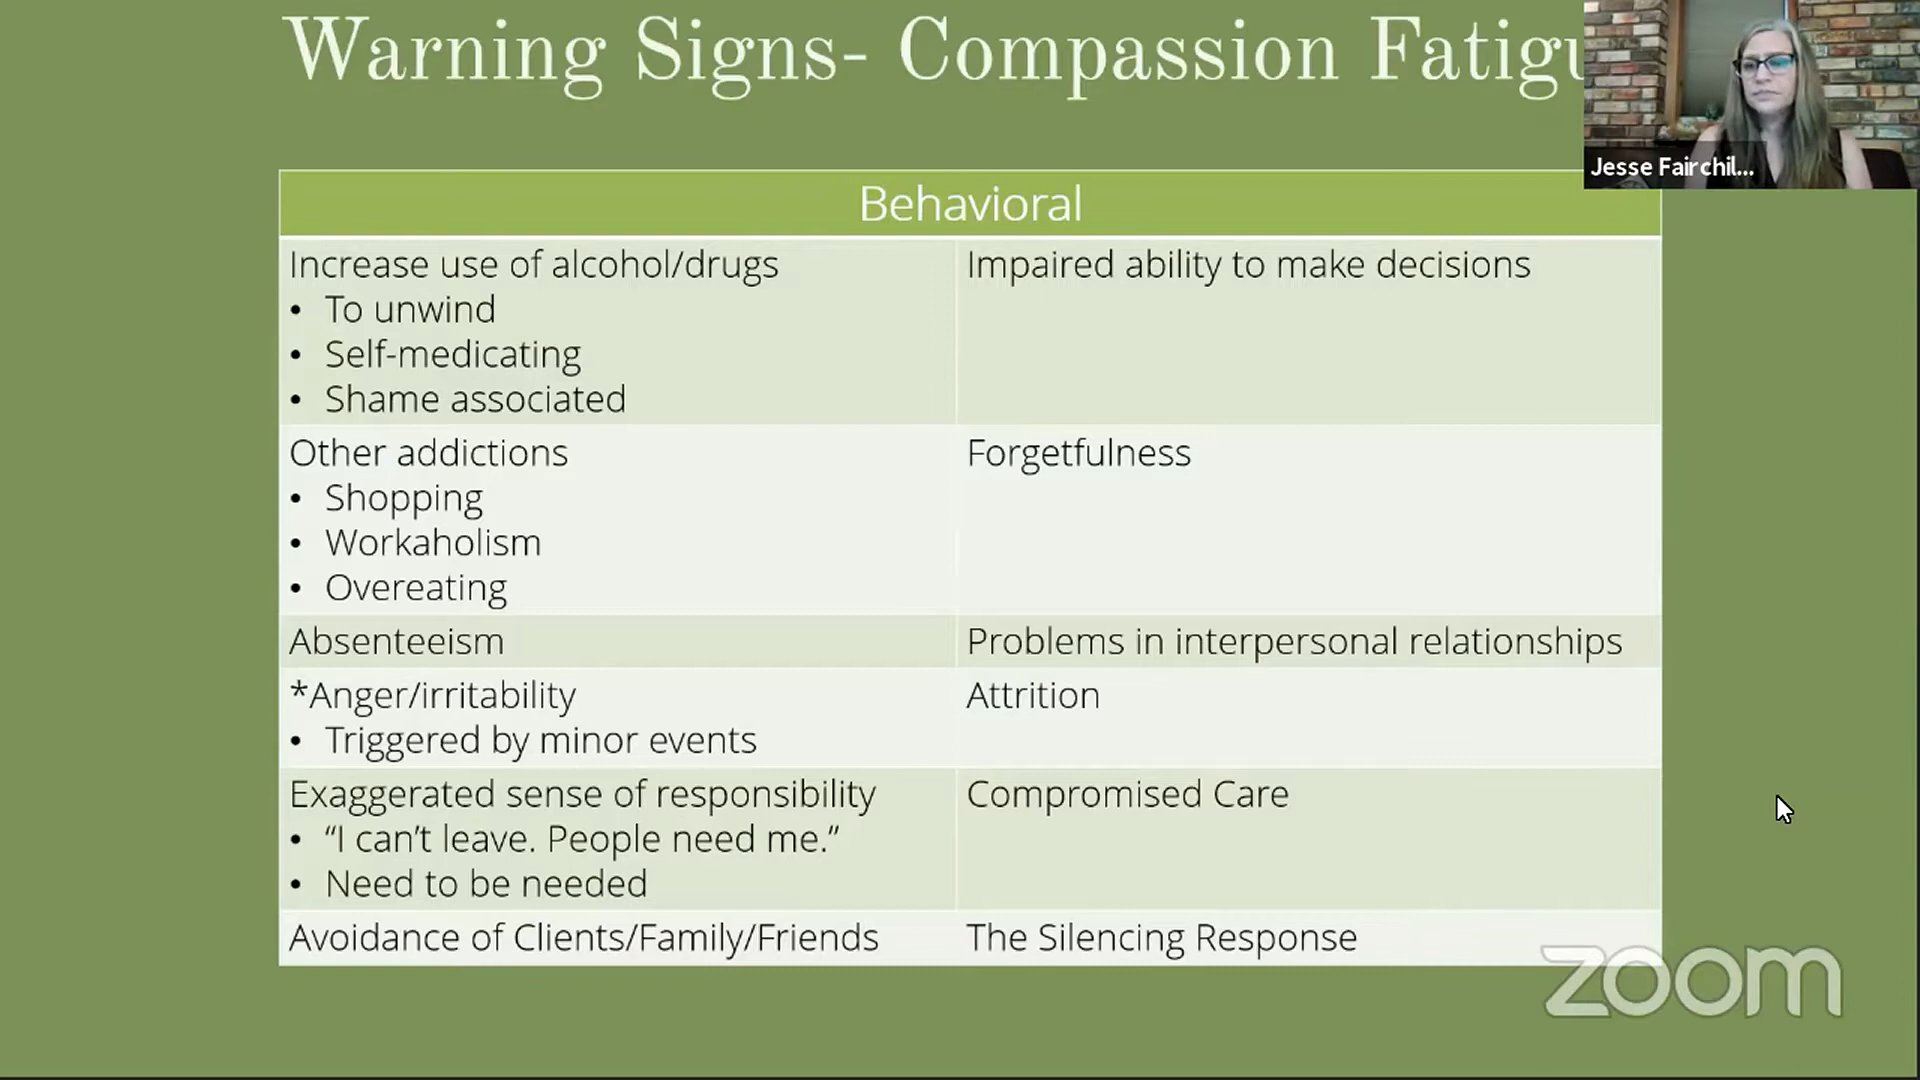 Warning Signs- Compassion Fatigu
Jesse Fairchil...
Behavioral
Increase use of alcohol/drugs
• To unwind
• Self-medicating
• Shame associated
Impaired ability to make decisions
Other addictions
• Shopping
• Workaholism
• Overeating
Forgetfulness
Absenteeism
Problems in interpersonal relationships
*Anger/irritability
• Triggered by minor events
Attrition
Exaggerated sense of responsibility
• “I can’t leave. People need me.”
• Need to be needed
Compromised Care
Avoidance of Clients/Family/Friends
The Silencing Response
zoom